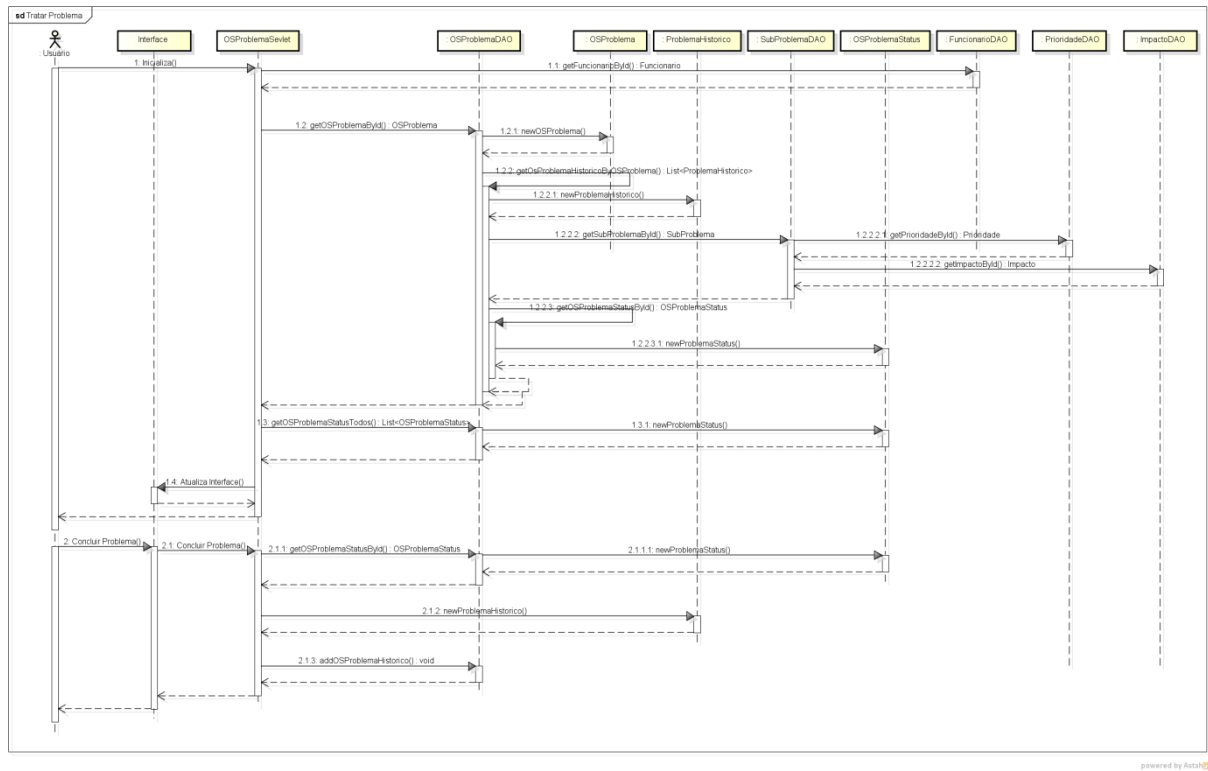 sd Tratar Problema
: Usuário
Interface
OSProblemaSevlet
: OSProblemaDAO
: OSProblema
: ProblemaHistorico
: SubProblemaDAO
: OSProblemaStatus
: FuncionarioDAO
: PrioridadeDAO
: ImpactoDAO
1: Inicializa()
1.1: getFuncionarioById() : Funcionario
1.2: getOSProblemaById() : OSProblema
1.2.1: newOSProblema()
1.2.2: getOsProblemaHistoricoByOSProblema() : List<ProblemaHistorico>
1.2.2.1: newProblemaHistorico()
1.2.2.2: getSubProblemaById() : SubProblema
1.2.2.2.1: getPrioridadeById() : Prioridade
1.2.2.2.2: getImpactoById() : Impacto
1.2.2.3: getOSProblemaStatusById() : OSProblemaStatus
1.2.2.3.1: newProblemaStatus()
1.3: getOSProblemaStatusTodos() : List<OSProblemaStatus>
1.3.1: newProblemaStatus()
1.4: Atualiza Interface()
2: Concluir Problema()
2.1: Concluir Problema()
2.1.1: getOSProblemaStatusById() : OSProblemaStatus
2.1.1.1: newProblemaStatus()
2.1.2: newProblemaHistorico()
2.1.3: addOSProblemaHistorico() : void
powered by Astah